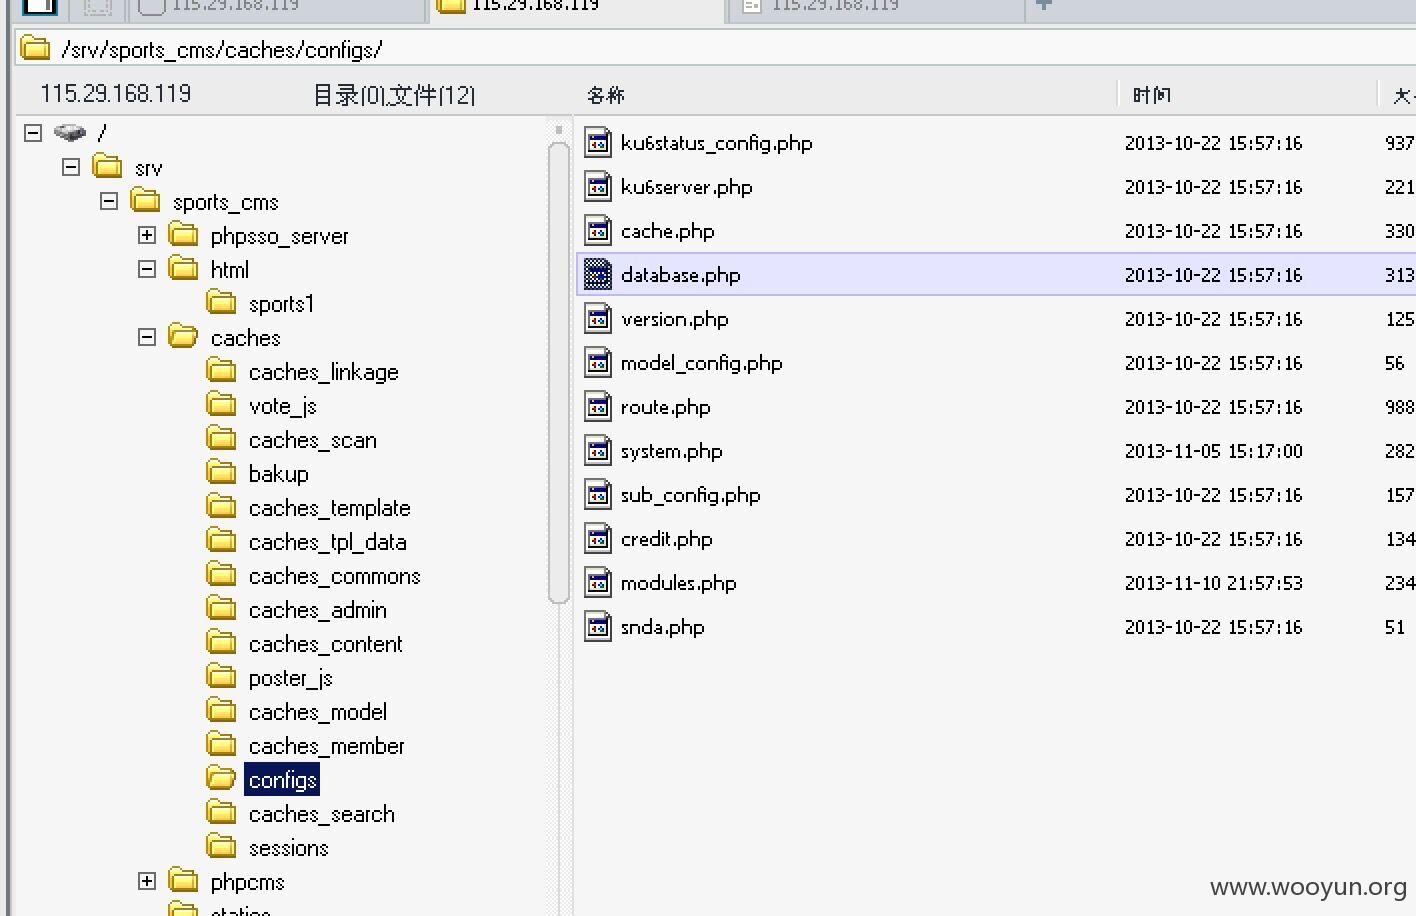 115.29.168.119 115.29.168.119 115.29.168.119
/srv/sports_cms/caches/configs/
115.29.168.119 目录(0),文件(12) 名称 时间
/
srv
sports_cms
phpsso_server
html
sports1
caches
caches_linkage
vote_js
caches_scan
bakup
caches_template
caches_tpl_data
caches_commons
caches_admin
caches_content
poster_js
caches_model
caches_member
configs
caches_search
sessions
phpcms
ku6status_config.php 2013-10-22 15:57:16 937
ku6server.php 2013-10-22 15:57:16 221
cache.php 2013-10-22 15:57:16 330
database.php 2013-10-22 15:57:16 313
version.php 2013-10-22 15:57:16 125
model_config.php 2013-10-22 15:57:16 56
route.php 2013-10-22 15:57:16 988
system.php 2013-11-05 15:17:00 282
sub_config.php 2013-10-22 15:57:16 157
credit.php 2013-10-22 15:57:16 134
modules.php 2013-11-10 21:57:53 234
snda.php 2013-10-22 15:57:16 51
www.wooyun.org